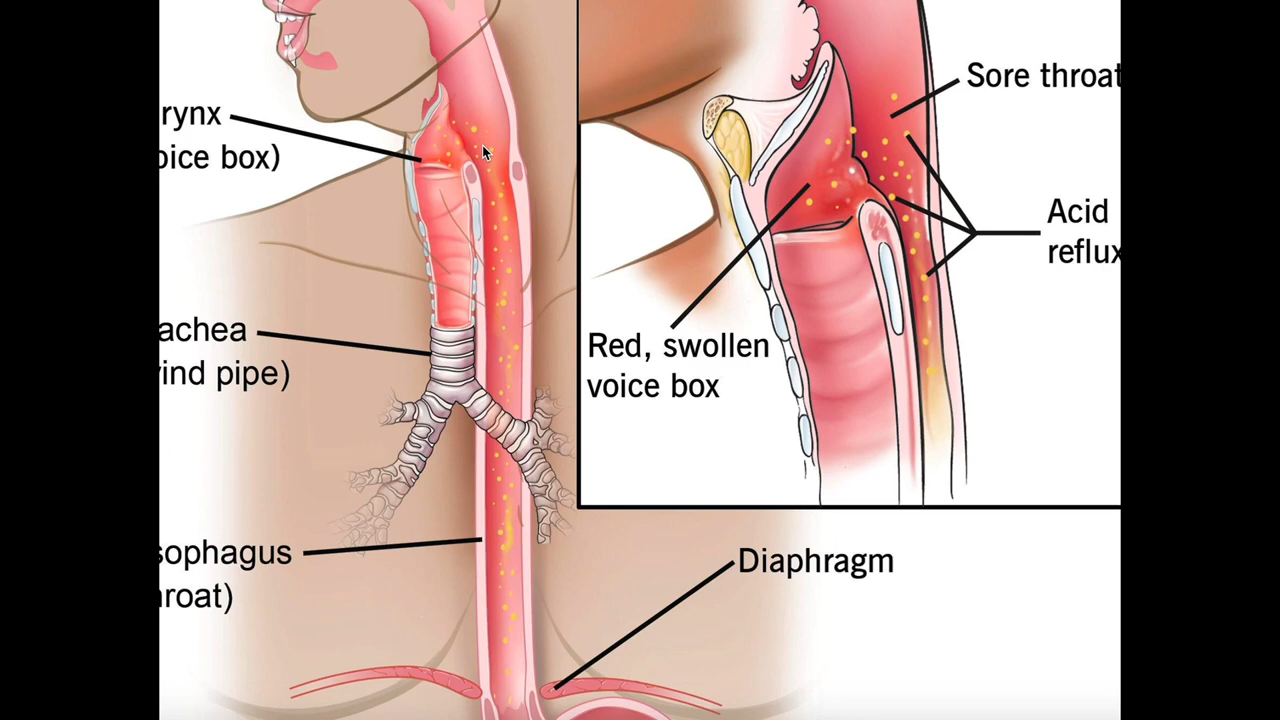 rynx
oice box)
achea
ind pipe)
sophagus
roat)
Diaphragm
Sore throat
Acid
reflux
Red, swollen
voice box